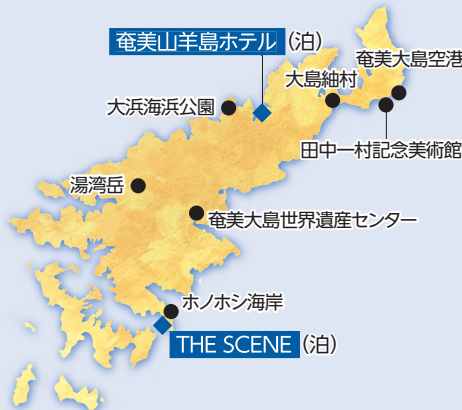 奄美山羊島ホテル (泊)
奄美大島空港
大島紬村
大浜海浜公園
田中一村記念美術館
湯湾岳
奄美大島世界遺産センター
ホノホシ海岸
THE SCENE (泊)